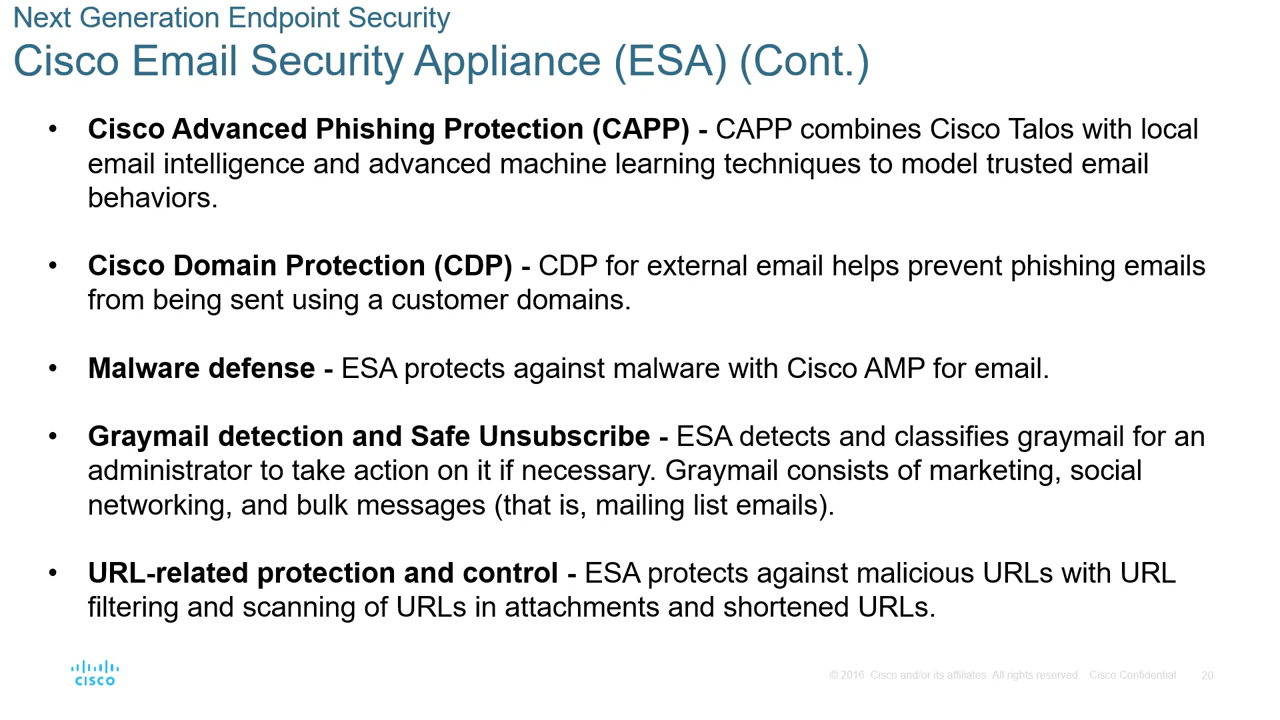 Next Generation Endpoint Security
Cisco Email Security Appliance (ESA) (Cont.)
• Cisco Advanced Phishing Protection (CAPP) - CAPP combines Cisco Talos with local
email intelligence and advanced machine learning techniques to model trusted email
behaviors.
• Cisco Domain Protection (CDP) - CDP for external email helps prevent phishing emails
from being sent using a customer domains.
• Malware defense - ESA protects against malware with Cisco AMP for email.
• Graymail detection and Safe Unsubscribe - ESA detects and classifies graymail for an
administrator to take action on it if necessary. Graymail consists of marketing, social
networking, and bulk messages (that is, mailing list emails).
• URL-related protection and control - ESA protects against malicious URLs with URL
filtering and scanning of URLs in attachments and shortened URLs.
CISCO
© 2016 Cisco and/or its affiliates. All rights reserved. Cisco Confidential 20